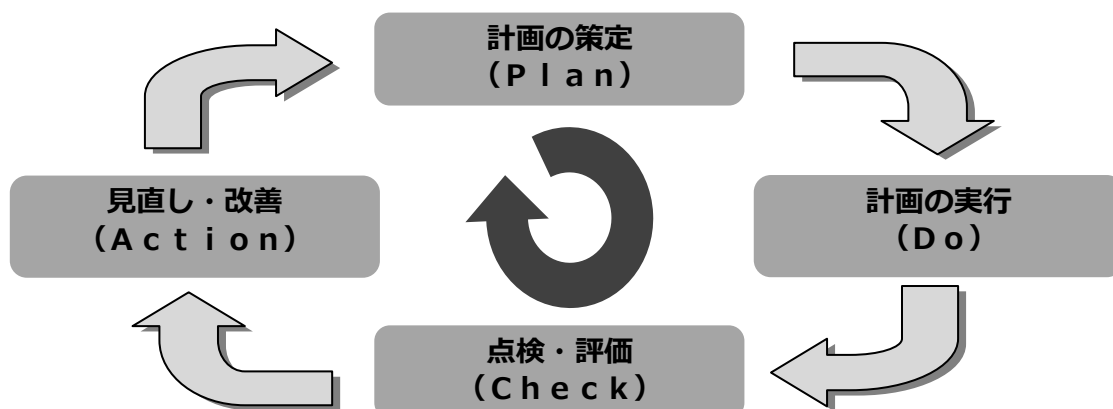 計画の策定
（Ｐｌａｎ）
計画の実行
（Ｄｏ）
点検・評価
（Ｃｈｅｃｋ）
見直し・改善
（Ａｃｔｉｏｎ）